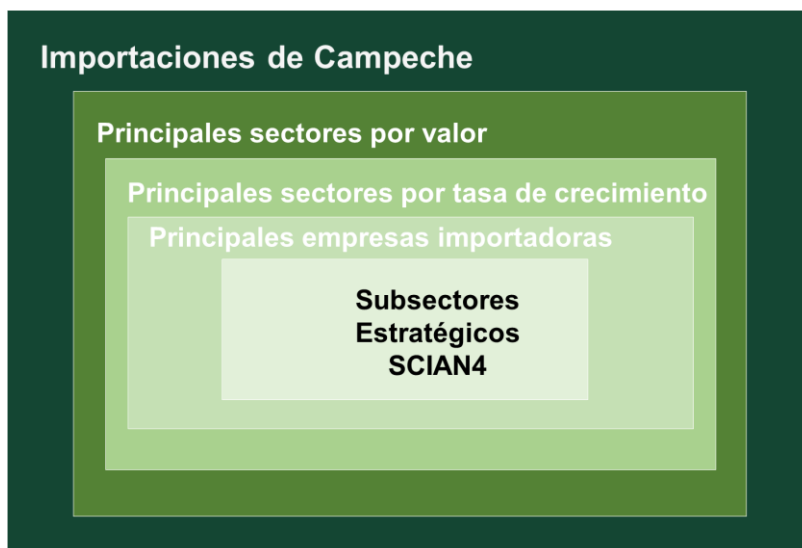 Importaciones de Campeche
Principales sectores por valor
Principales sectores por tasa de crecimiento
Principales empresas importadoras
Subsectores
Estratégicos
SCIAN4